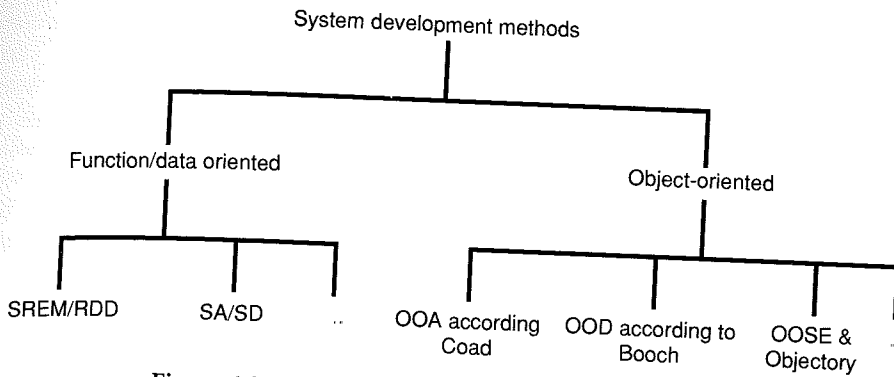 System development methods
Function/data oriented
Object-oriented
SREM/RDD
SA/SD
..
OOA according
Coad
OOD according to
Booch
OOSE &
Objectory